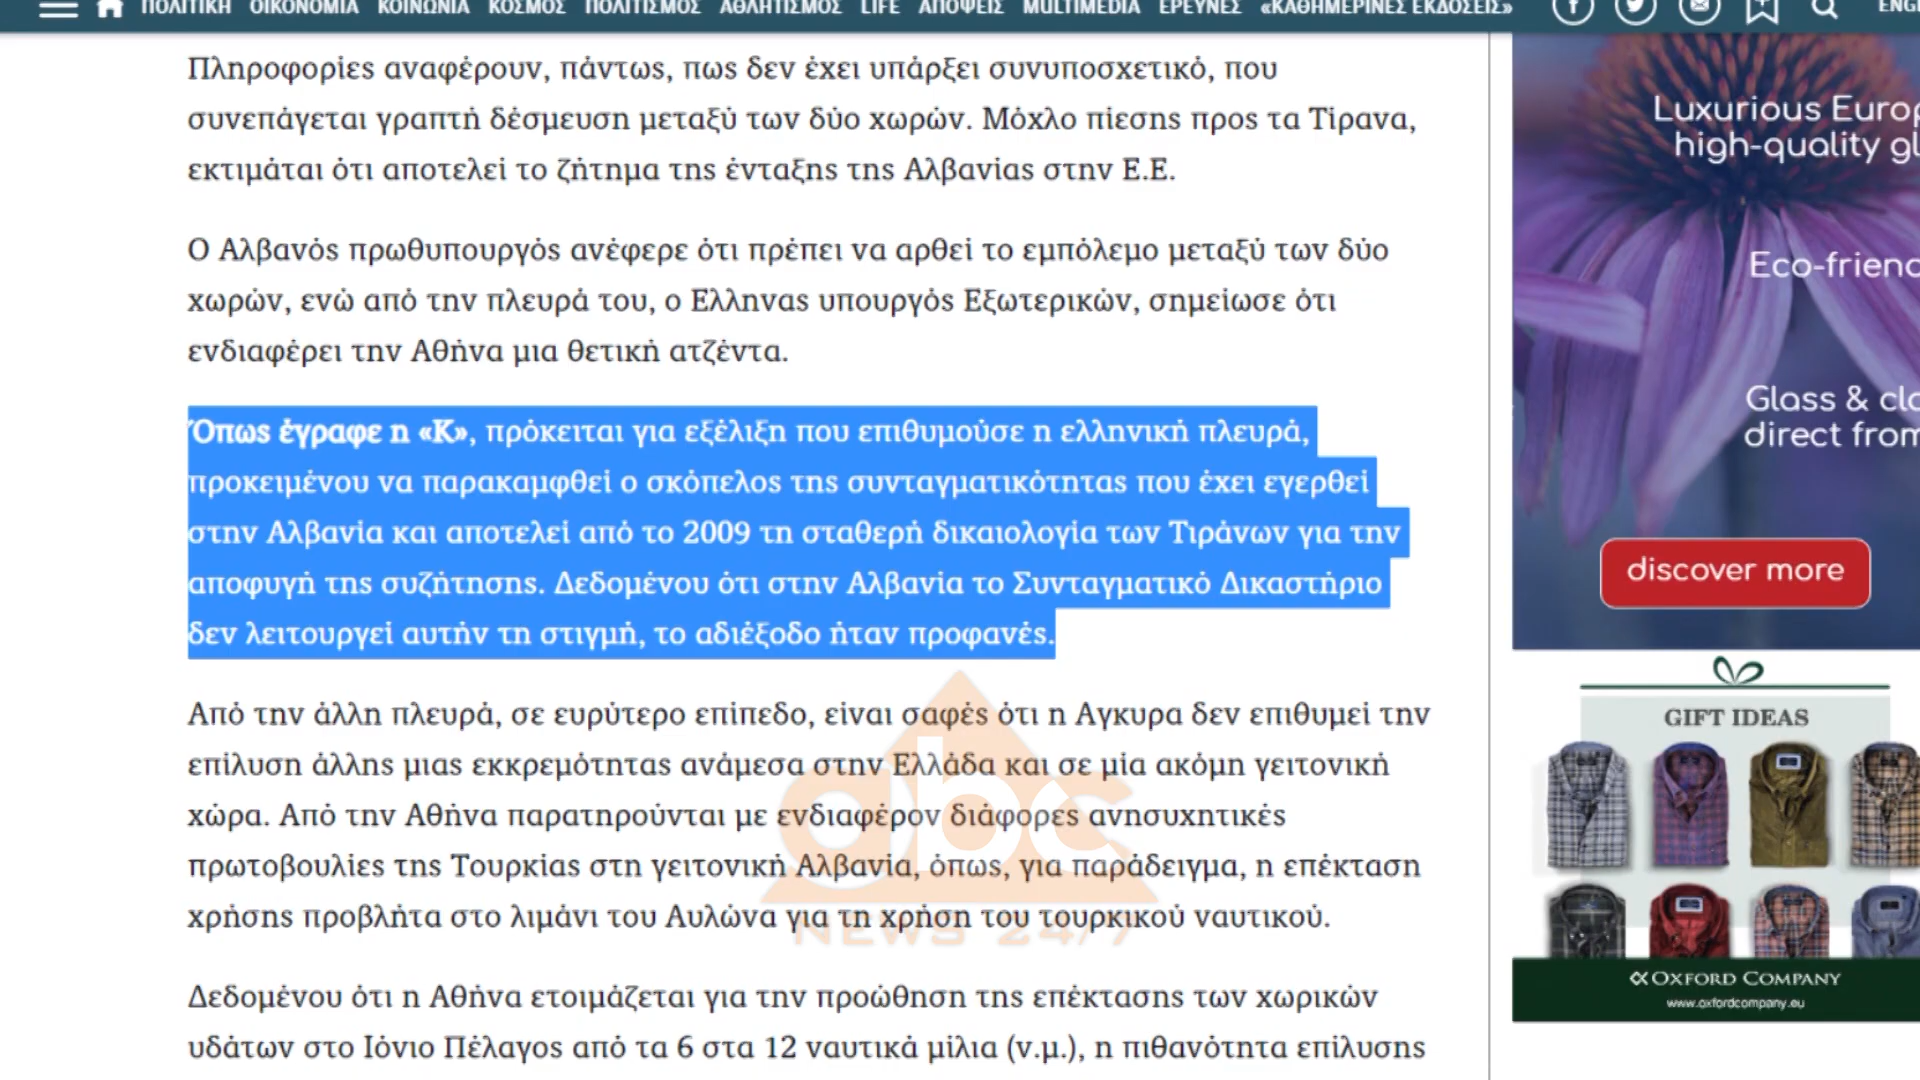 ΠΟΛΙΤΙΚΗ ΟΙΚΟΝΟΜΙΑ ΚΟΙΝΩΝΙΑ ΚΟΣΜΟΣ ΠΟΛΙΤΙΣΜΟΣ ΑΘΛΗΤΙΣΜΟΣ LIFE ΑΠΟΨΕΙΣ MULTIMEDIA ΕΡΕΥΝΕΣ «ΚΑΘΗΜΕΡΙΝΕΣ ΕΚΔΟΣΕΙΣ»
Πληροφορίες αναφέρουν, πάντως, πως δεν έχει υπάρξει συνυποσχετικό, που
συνεπάγεται γραπτή δέσμευση μεταξύ των δύο χωρών. Μόχλο πίεσης προς τα Τίρανα,
εκτιμάται ότι αποτελεί το ζήτημα της ένταξης της Αλβανίας στην Ε.Ε.
Ο Αλβανός πρωθυπουργός ανέφερε ότι πρέπει να αρθεί το εμπόλεμο μεταξύ των δύο
χωρών, ενώ από την πλευρά του, ο Ελληνας υπουργός Εξωτερικών, σημείωσε ότι
ενδιαφέρει την Αθήνα μια θετική ατζέντα.
Όπως έγραφε η «Κ», πρόκειται για εξέλιξη που επιθυμούσε η ελληνική πλευρά,
προκειμένου να παρακαμφθεί ο σκόπελος της συνταγματικότητας που έχει εγερθεί
στην Αλβανία και αποτελεί από το 2009 τη σταθερή δικαιολογία των Τιράνων για την
αποφυγή της συζήτησης. Δεδομένου ότι στην Αλβανία το Συνταγματικό Δικαστήριο
δεν λειτουργεί αυτήν τη στιγμή, το αδιέξοδο ήταν προφανές.
Από την άλλη πλευρά, σε ευρύτερο επίπεδο, είναι σαφές ότι η Αγκυρα δεν επιθυμεί την
επίλυση άλλης μιας εκκρεμότητας ανάμεσα στην Ελλάδα και σε μία ακόμη γειτονική
χώρα. Από την Αθήνα παρατηρούνται με ενδιαφέρον διάφορες ανησυχητικές
πρωτοβουλίες της Τουρκίας στη γειτονική Αλβανία, όπως, για παράδειγμα, η επέκταση
χρήσης προβλήτα στο λιμάνι του Αυλώνα για τη χρήση του τουρκικού ναυτικού.
Δεδομένου ότι η Αθήνα ετοιμάζεται για την προώθηση της επέκτασης των χωρικών
υδάτων στο Ιόνιο Πέλαγος από τα 6 στα 12 ναυτικά μίλια (ν.μ.), η πιθανότητα επίλυσης
abc
NEWS 24/7
Luxurious
high-quality
Eco-
Glass &
direct from
discover more
GIFT IDEAS
OXFORD COMPANY
www.oxfordcompany.eu